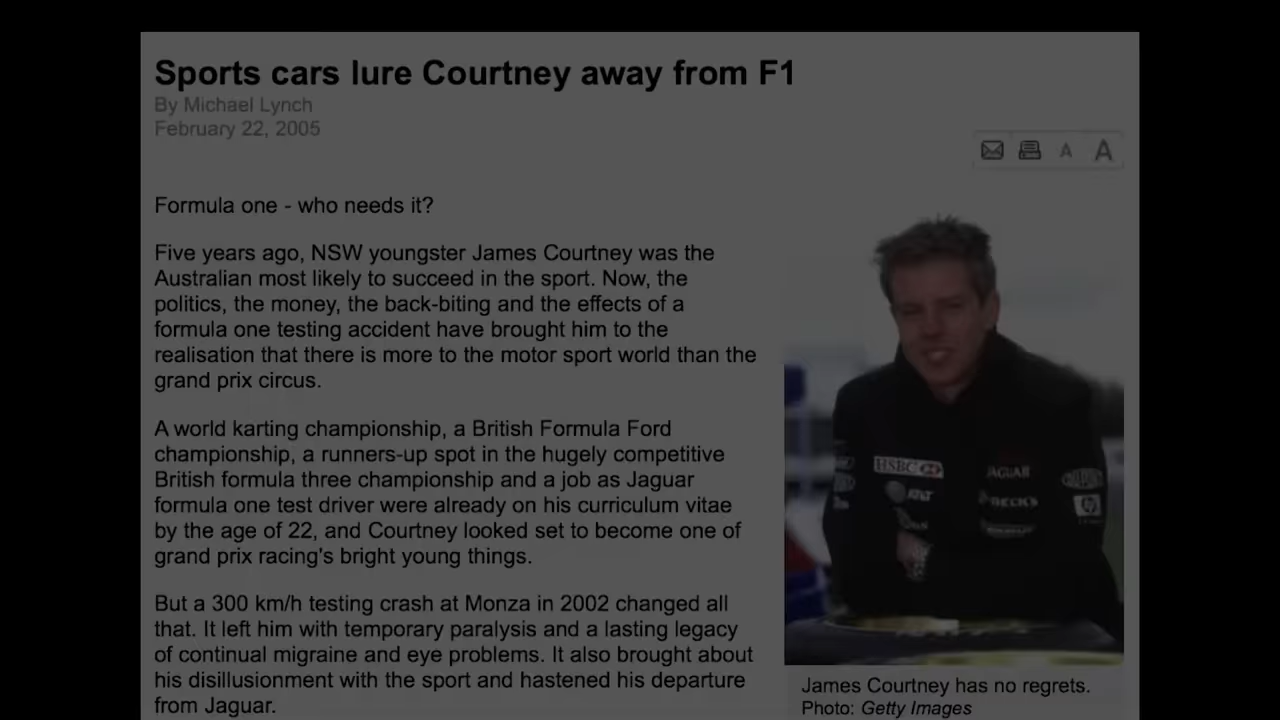 Sports cars lure Courtney away from F1
By Michael Lynch
February 22, 2005
A A
Formula one - who needs it?
Five years ago, NSW youngster James Courtney was the
Australian most likely to succeed in the sport. Now, the
politics, the money, the back-biting and the effects of a
formula one testing accident have brought him to the
realisation that there is more to the motor sport world than the
grand prix circus.
A world karting championship, a British Formula Ford
championship, a runners-up spot in the hugely competitive
British formula three championship and a job as Jaguar
formula one test driver were already on his curriculum vitae
by the age of 22, and Courtney looked set to become one of
grand prix racing's bright young things.
But a 300 km/h testing crash at Monza in 2002 changed all
that. It left him with temporary paralysis and a lasting legacy
of continual migraine and eye problems. It also brought about
his disillusionment with the sport and hastened his departure
from Jaguar.
HSBC
JAGUAR
AT&T
BECK'S
hp
James Courtney has no regrets.
Photo: Getty Images